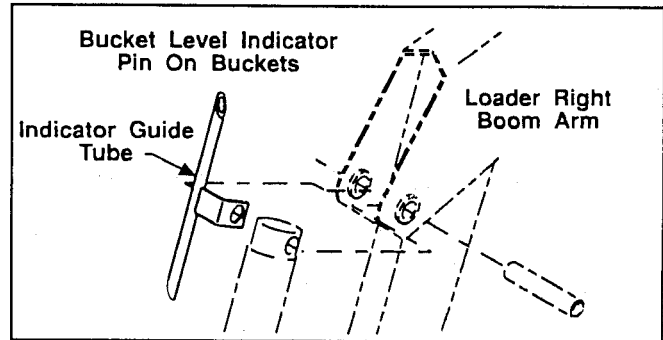 Bucket Level Indicator
Pin On Buckets
Loader Right
Boom Arm
Indicator Guide
Tube